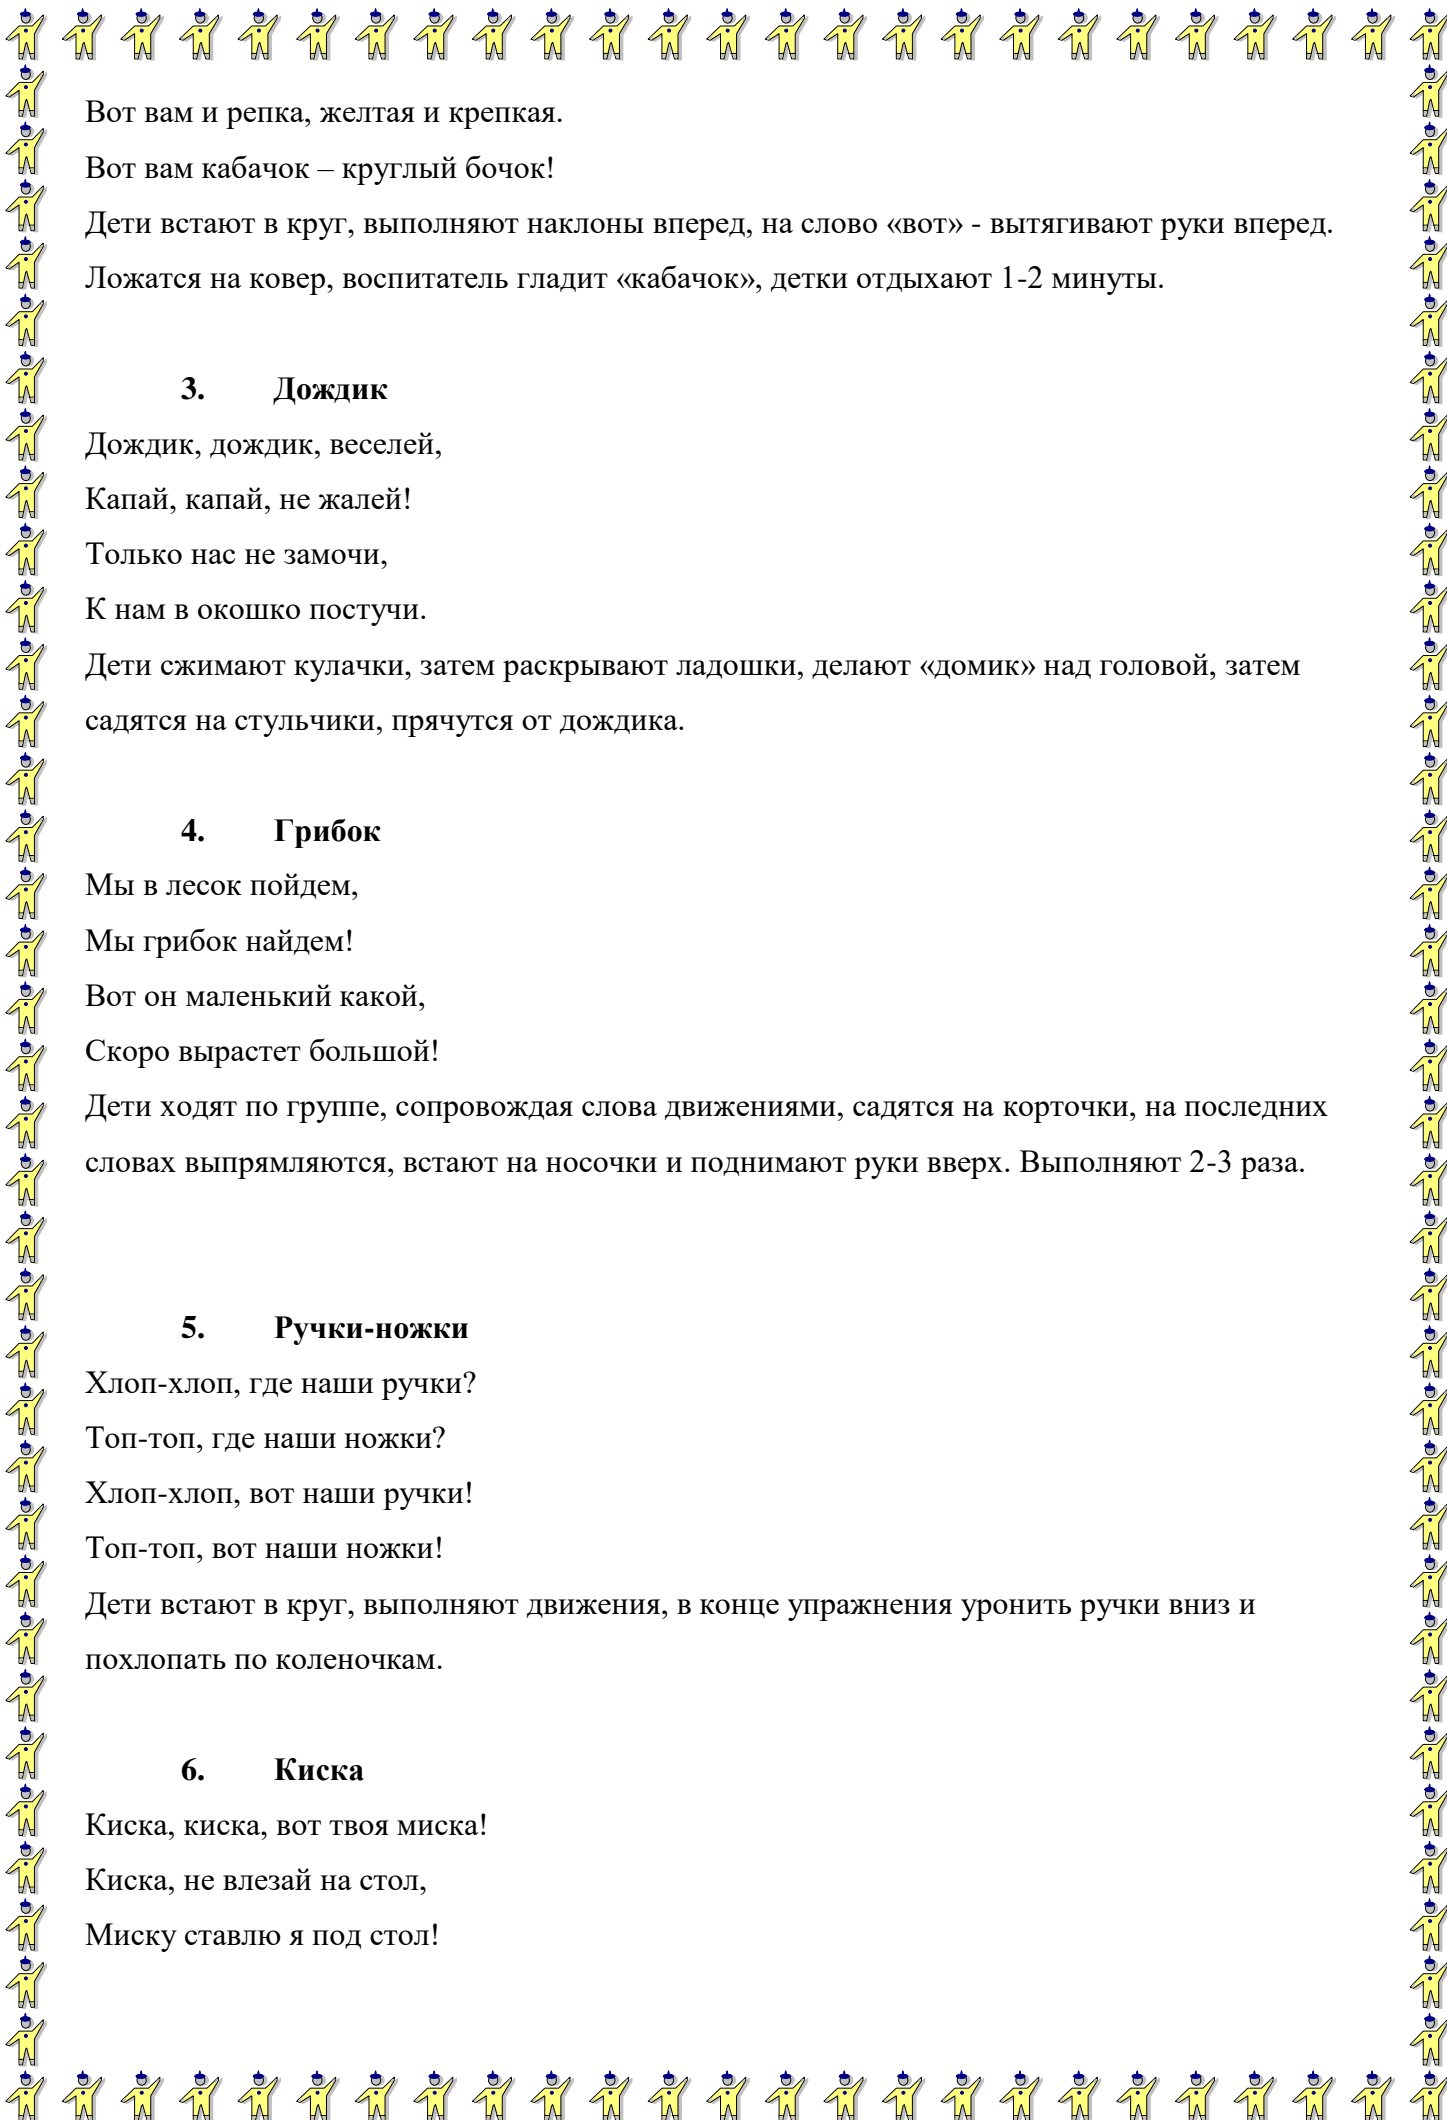 Вот вам и репка, желтая и крепкая.
Вот вам кабачок – круглый бочок!
Дети встают в круг, выполняют наклоны вперед, на слово «вот» - вытягивают руки вперед.
Ложатся на ковер, воспитатель гладит «кабачок», детки отдыхают 1-2 минуты.
3. Дождик
Дождик, дождик, веселей,
Капай, капай, не жалей!
Только нас не замочи,
К нам в окошко постучи.
Дети сжимают кулачки, затем раскрывают ладошки, делают «домик» над головой, затем
садятся на стульчики, прячутся от дождика.
4. Грибок
Мы в лесок пойдем,
Мы грибок найдем!
Вот он маленький какой,
Скоро вырастет большой!
Дети ходят по группе, сопровождая слова движениями, садятся на корточки, на последних
словах выпрямляются, встают на носочки и поднимают руки вверх. Выполняют 2-3 раза.
5. Ручки-ножки
Хлоп-хлоп, где наши ручки?
Топ-топ, где наши ножки?
Хлоп-хлоп, вот наши ручки!
Топ-топ, вот наши ножки!
Дети встают в круг, выполняют движения, в конце упражнения уронить ручки вниз и
похлопать по коленочкам.
6. Киска
Киска, киска, вот твоя миска!
Киска, не влезай на стол,
Миску ставлю я под стол!